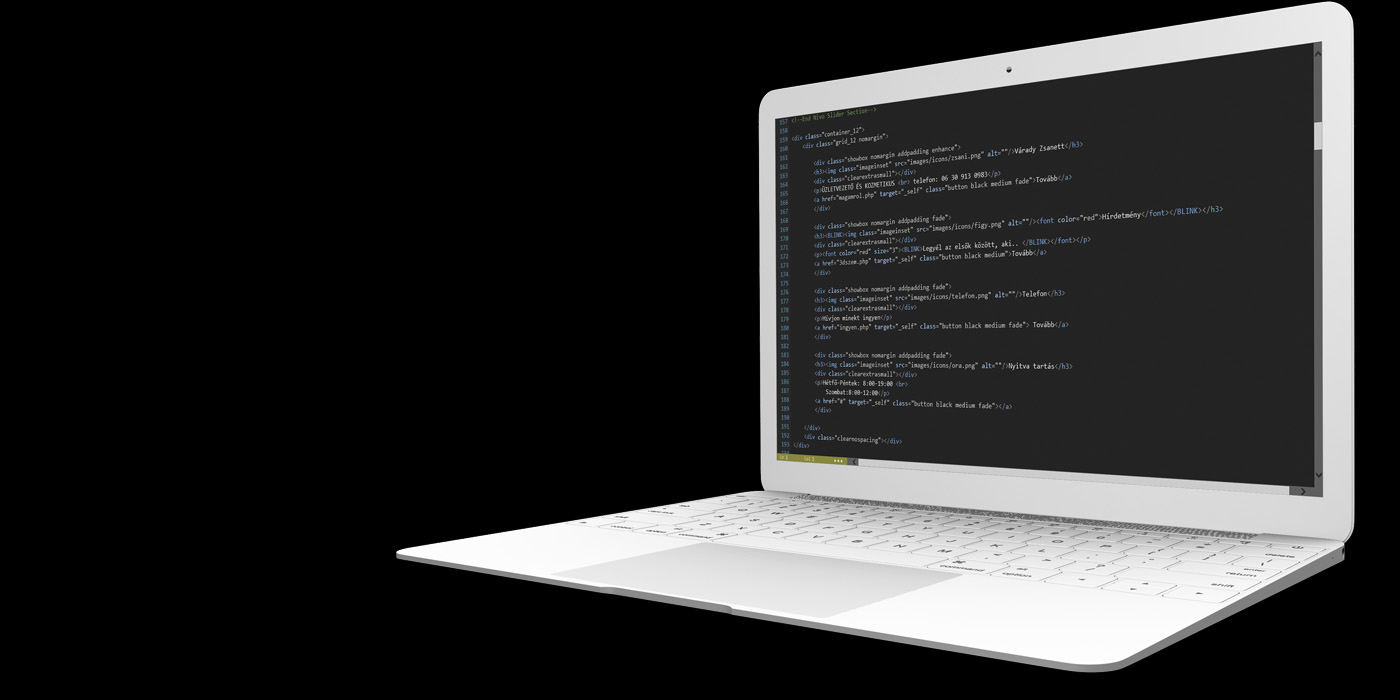 157 <!--End Nivo Slider Section-->
158
159 <div class="container_12">
160 <div class="grid_12 nomargin">
161
162 <div class="showbox nomargin addpadding enhance">
163 <h3><img class="imageinset" src="images/icons/zsani.png" alt=""/>Várady Zsanett</h3>
164 <div class="clearextrasmall"></div>
165 <p>ÜZLETVEZETŐ ÉS KOZMETIKUS <br> telefon: 06 30 913 0983</p>
166 <a href="magamrol.php" target="_self" class="button black medium fade">Tovább</a>
167 </div>
168
169 <div class="showbox nomargin addpadding fade">
170 <h3><BLINK><img class="imageinset" src="images/icons/figy.png" alt=""/><font color="red">Hirdetmény</font></BLINK></h3>
171 <div class="clearextrasmall"></div>
172 <p><font color="red" size="3"><BLINK>Legyél az elsők között, aki.. </BLINK></font></p>
173 <a href="3dszem.php" target="_self" class="button black medium">Tovább</a>
174 </div>
175
176 <div class="showbox nomargin addpadding fade">
177 <h3><img class="imageinset" src="images/icons/telefon.png" alt=""/>Telefon</h3>
178 <div class="clearextrasmall"></div>
179 <p>Hívjon minekt ingyen</p>
180 <a href="ingyen.php" target="_self" class="button black medium fade"> Tovább</a>
181 </div>
182
183 <div class="showbox nomargin addpadding fade">
184 <h3><img class="imageinset" src="images/icons/ora.png" alt=""/>Nyitva tartás</h3>
185 <div class="clearextrasmall"></div>
186 <p>Hétfő-Péntek: 8:00-19:00 <br>
187 Szombat:8:00-12:00</p>
188 <a href="#" target="_self" class="button black medium fade"></a>
189 </div>
190
191 </div>
192 <div class="clearnospacing"></div>
193 </div>
delete
enter
return
command option
shift